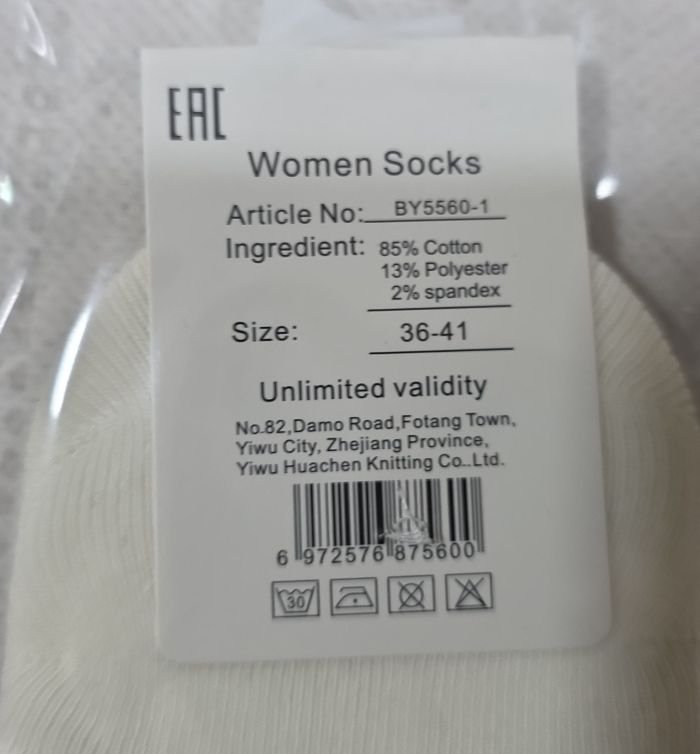 EAC
Women Socks
Article No: BY5560-1
Ingredient: 85% Cotton
13% Polyester
2% spandex
Size: 36-41
Unlimited validity
No.82,Damo Road,Fotang Town,
Yiwu City, Zhejiang Province,
Yiwu Huachen Knitting Co..Ltd.
6 972576 875600
30